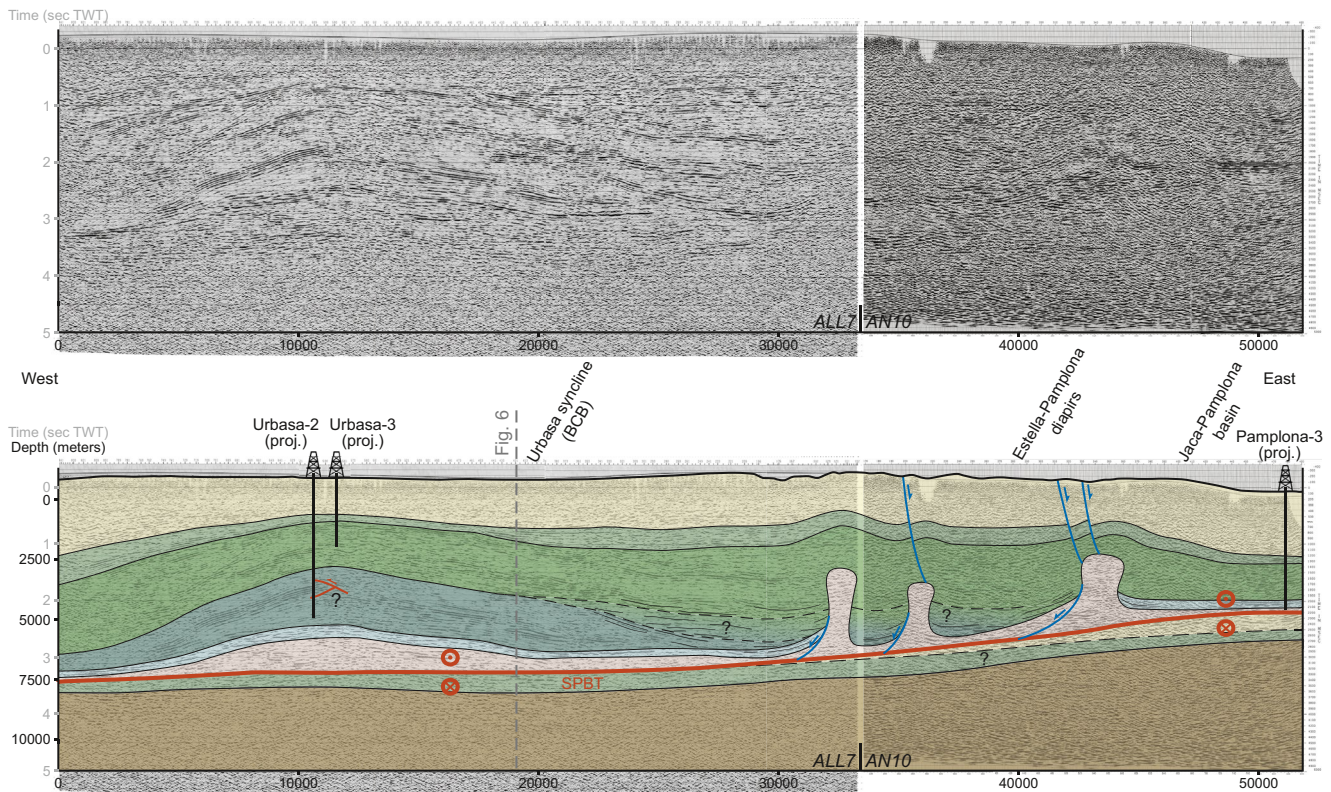 Time (sec TWT)
0
1
2
3
4
5
ALL7 AN10
0 10000 20000 30000 40000 50000
West
East
Urbasa-2
(proj.)
Urbasa-3
(proj.)
Fig. 6
Urbasa syncline
(BCB)
Estella-Pamplona
diapirs
Jaca-Pamplona
basin
Pamplona-3
(proj.)
Time (sec TWT)
Depth (meters)
0
0
1
2500
2
5000
3
7500
4
10000
5
?
?
?
?
SPBT
ALL7 AN10
0 10000 20000 30000 40000 50000